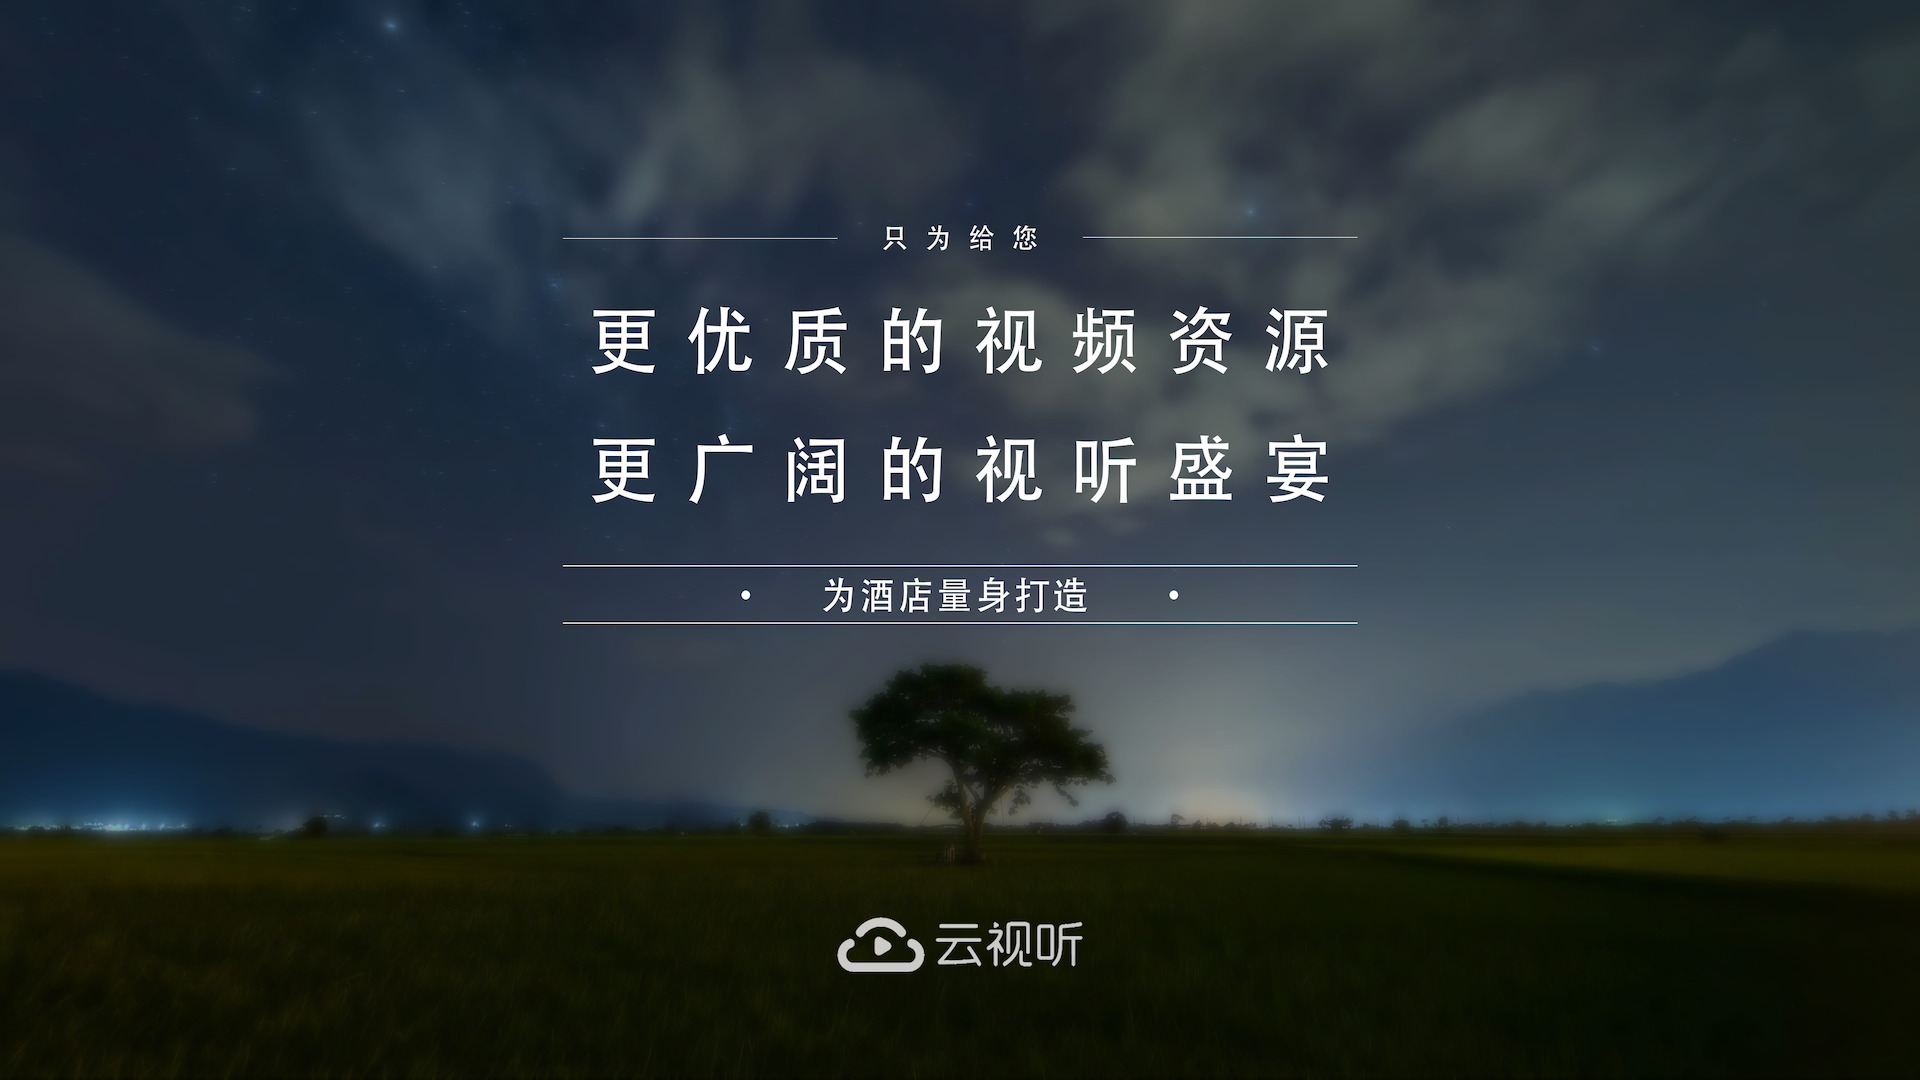 只为给您
更优质的视频资源
更广阔的视听盛宴
• 为酒店量身打造 •
云视听